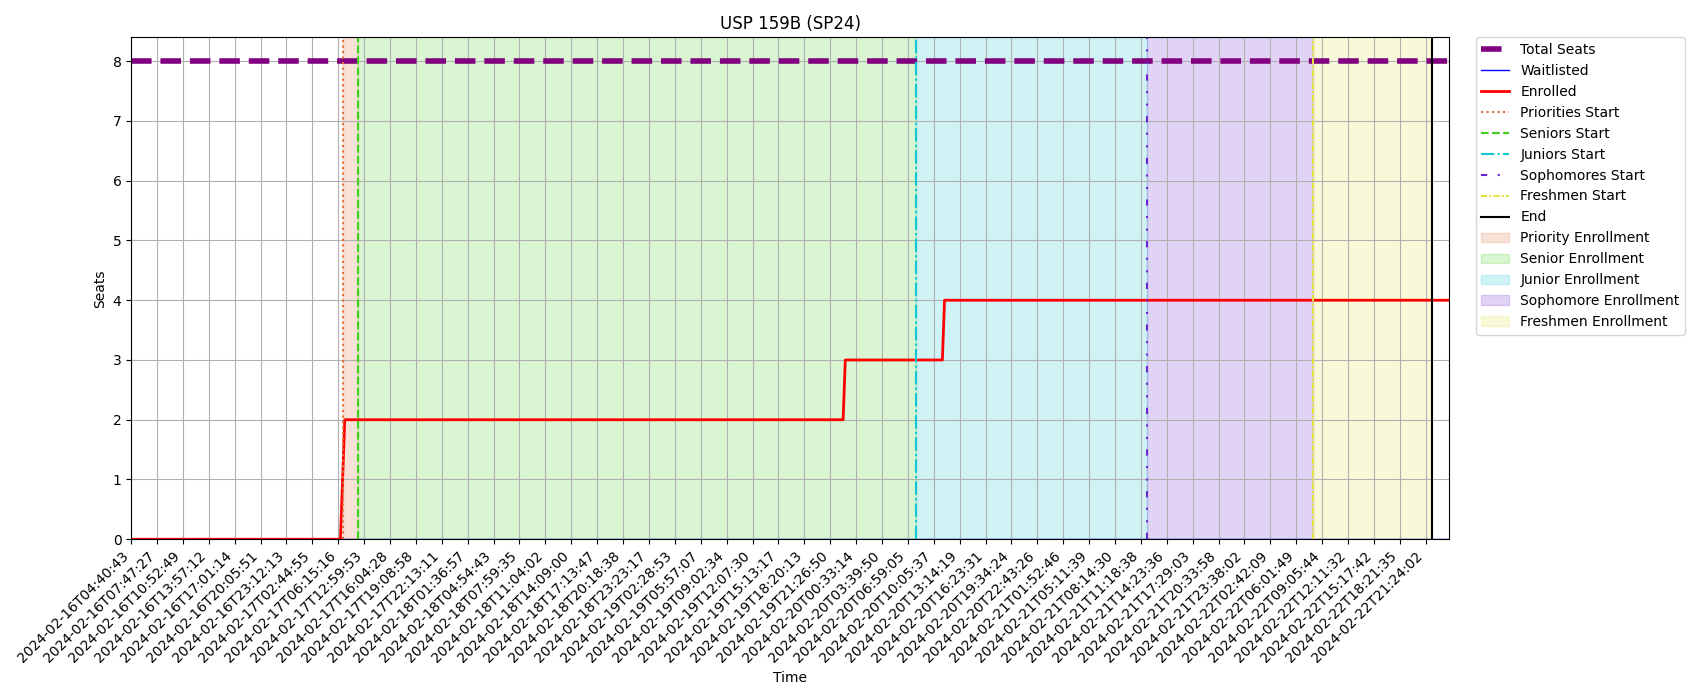 USP 159B (SP24)
Seats
8
7
6
5
4
3
2
1
0
2024-02-16T04:40:43
2024-02-16T07:47:27
2024-02-16T10:52:49
2024-02-16T13:57:12
2024-02-16T17:01:14
2024-02-16T20:05:51
2024-02-16T23:12:13
2024-02-17T02:44:55
2024-02-17T06:15:16
2024-02-17T12:59:53
2024-02-17T16:04:28
2024-02-17T19:08:58
2024-02-17T22:13:11
2024-02-18T01:36:57
2024-02-18T04:54:43
2024-02-18T07:59:35
2024-02-18T11:04:02
2024-02-18T14:09:00
2024-02-18T17:13:47
2024-02-18T20:18:38
2024-02-18T23:23:17
2024-02-19T02:28:53
2024-02-19T05:57:07
2024-02-19T09:02:34
2024-02-19T12:07:30
2024-02-19T15:13:17
2024-02-19T18:20:13
2024-02-19T21:26:50
2024-02-20T00:33:14
2024-02-20T03:39:50
2024-02-20T06:59:05
2024-02-20T10:05:37
2024-02-20T13:14:19
2024-02-20T16:23:31
2024-02-20T19:34:24
2024-02-20T22:43:26
2024-02-21T01:52:46
2024-02-21T05:11:39
2024-02-21T08:14:30
2024-02-21T11:18:38
2024-02-21T14:23:36
2024-02-21T17:29:03
2024-02-21T20:33:58
2024-02-21T23:38:02
2024-02-22T02:42:09
2024-02-22T06:01:49
2024-02-22T09:05:44
2024-02-22T12:11:32
2024-02-22T15:17:42
2024-02-22T18:21:35
2024-02-22T21:24:02
Time
Total Seats
Waitlisted
Enrolled
Priorities Start
Seniors Start
Juniors Start
Sophomores Start
Freshmen Start
End
Priority Enrollment
Senior Enrollment
Junior Enrollment
Sophomore Enrollment
Freshmen Enrollment